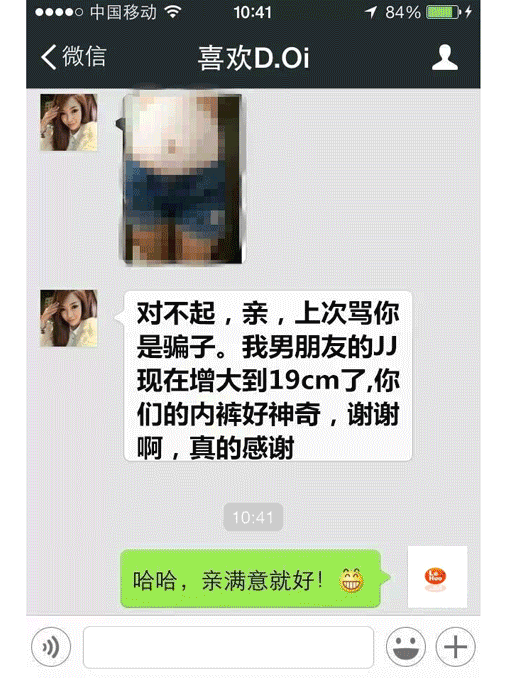 中国移动 10:41 84%
微信 喜欢D.Oi
对不起，亲，上次骂你
是骗子。我男朋友的JJ
现在增大到19cm了,你
们的内裤好神奇，谢谢
啊，真的感谢
10:41
哈哈，亲满意就好！